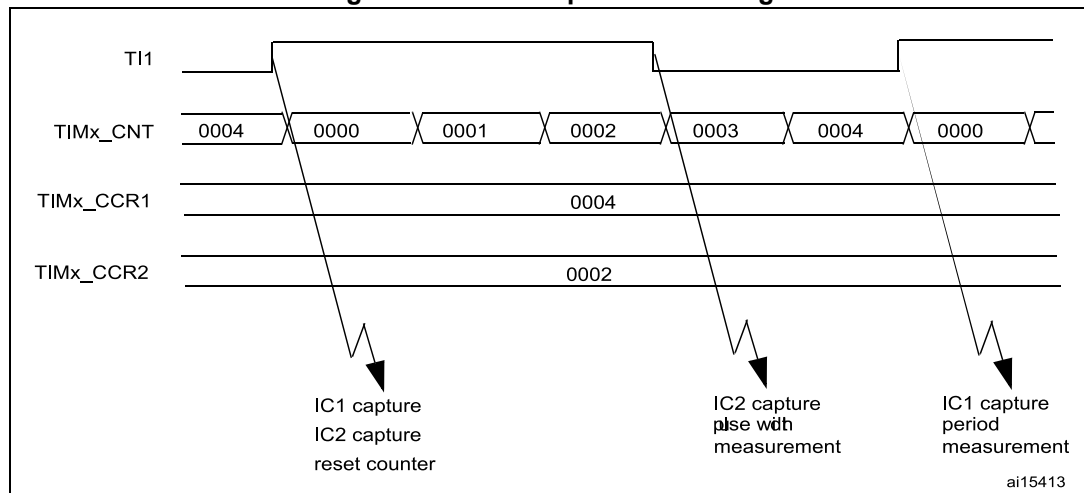 TI1
TIMx_CNT 0004 0000 0001 0002 0003 0004 0000
TIMx_CCR1 0004
TIMx_CCR2 0002
IC1 capture
IC2 capture
reset counter
IC2 capture
measurement
IC1 capture
period
measurement
ai15413